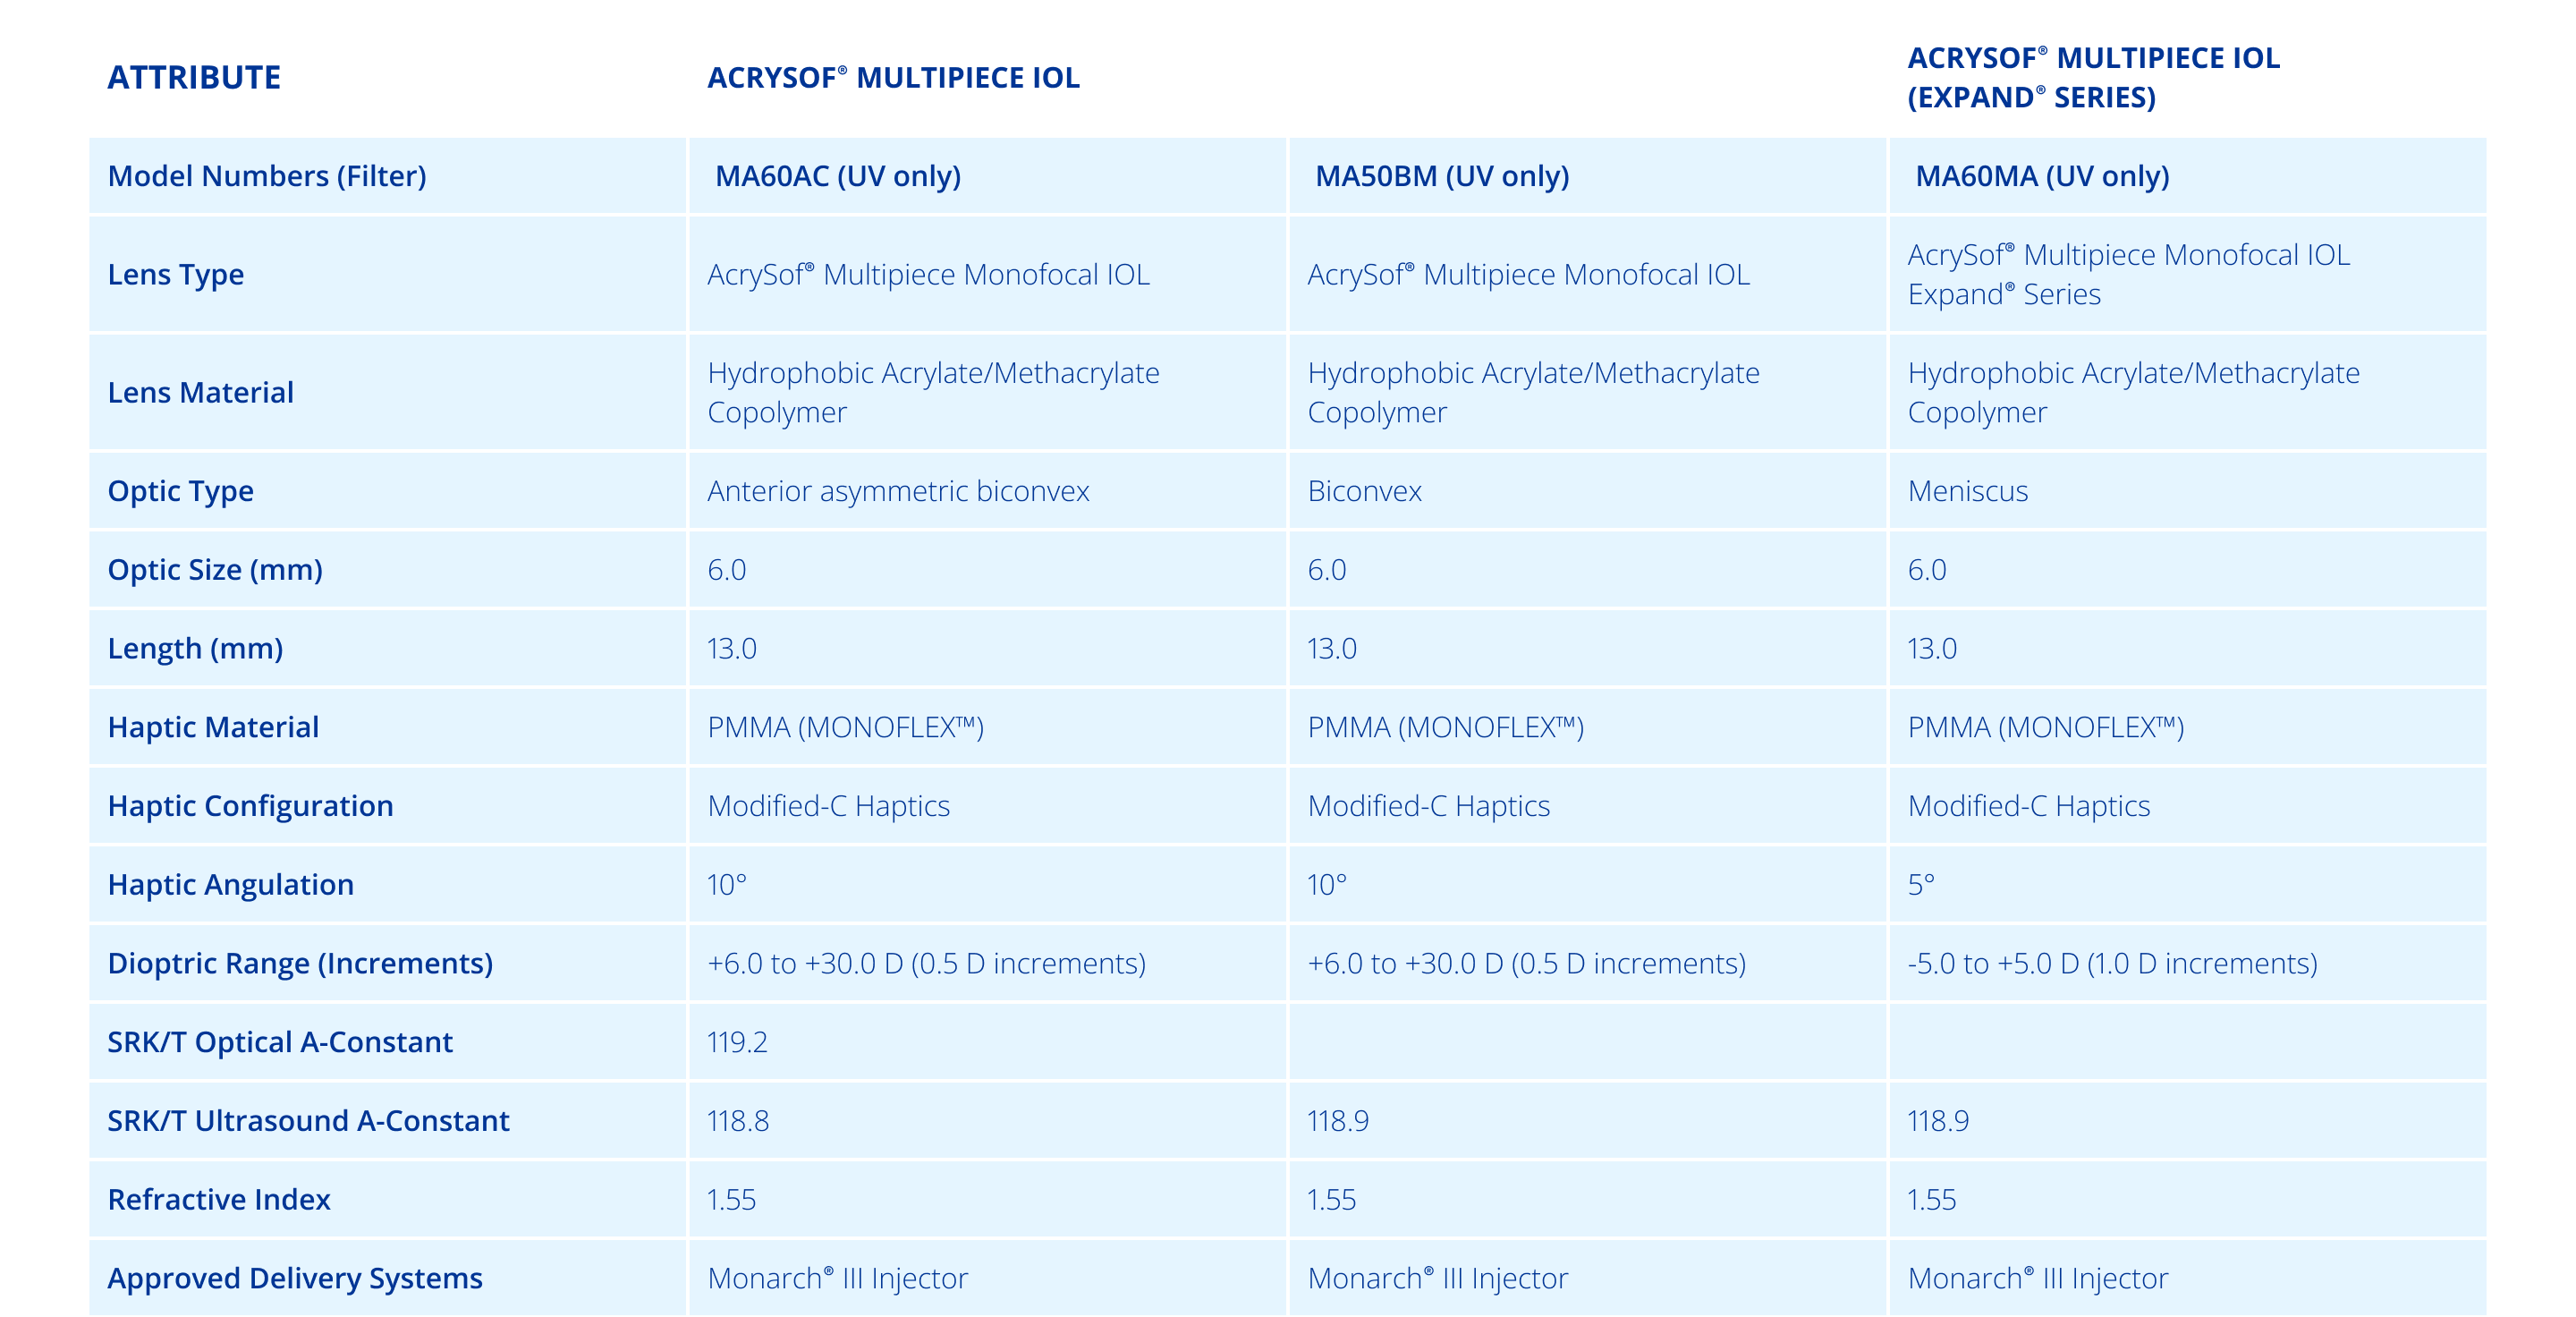 ATTRIBUTE
ACRYSOF® MULTIPIECE IOL
ACRYSOF® MULTIPIECE IOL
(EXPAND® SERIES)
Model Numbers (Filter)
MA60AC (UV only)
MA50BM (UV only)
MA60MA (UV only)
Lens Type
AcrySof® Multipiece Monofocal IOL
AcrySof® Multipiece Monofocal IOL
AcrySof® Multipiece Monofocal IOL
Expand® Series
Lens Material
Hydrophobic Acrylate/Methacrylate
Copolymer
Hydrophobic Acrylate/Methacrylate
Copolymer
Hydrophobic Acrylate/Methacrylate
Copolymer
Optic Type
Anterior asymmetric biconvex
Biconvex
Meniscus
Optic Size (mm)
6.0
6.0
6.0
Length (mm)
13.0
13.0
13.0
Haptic Material
PMMA (MONOFLEX™)
PMMA (MONOFLEX™)
PMMA (MONOFLEX™)
Haptic Configuration
Modified-C Haptics
Modified-C Haptics
Modified-C Haptics
Haptic Angulation
10°
10°
5°
Dioptric Range (Increments)
+6.0 to +30.0 D (0.5 D increments)
+6.0 to +30.0 D (0.5 D increments)
-5.0 to +5.0 D (1.0 D increments)
SRK/T Optical A-Constant
119.2
SRK/T Ultrasound A-Constant
118.8
118.9
118.9
Refractive Index
1.55
1.55
1.55
Approved Delivery Systems
Monarch® III Injector
Monarch® III Injector
Monarch® III Injector